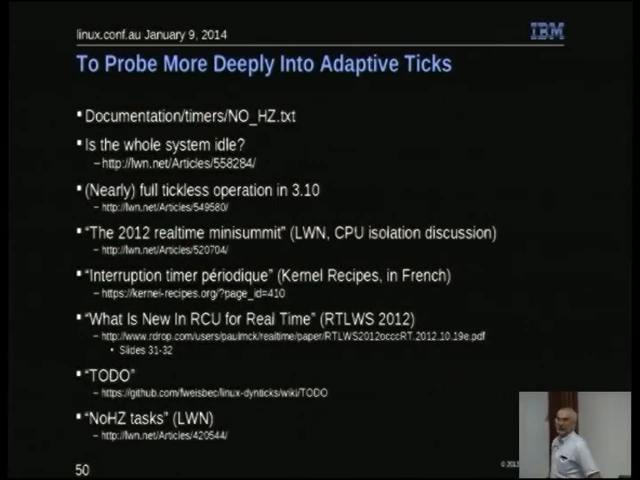 linux.conf.au January 9, 2014
IBM
To Probe More Deeply Into Adaptive Ticks
▪ Documentation/timers/NO_HZ.txt
▪ Is the whole system idle?
– http://lwn.net/Articles/558284/
▪ (Nearly) full tickless operation in 3.10
– http://lwn.net/Articles/549580/
▪ “The 2012 realtime minisummit” (LWN, CPU isolation discussion)
– http://lwn.net/Articles/520704/
▪ “Interruption timer périodique” (Kernel Recipes, in French)
– https://kernel-recipes.org/?page_id=410
▪ “What Is New In RCU for Real Time” (RTLWS 2012)
– http://www.rdrop.com/users/paulmck/realtime/paper/RTLWS2012occcRT.2012.10.19e.pdf
• Slides 31-32
▪ “TODO”
– https://github.com/fweisbec/linux-dynticks/wiki/TODO
▪ “NoHZ tasks” (LWN)
– http://lwn.net/Articles/420544/
50